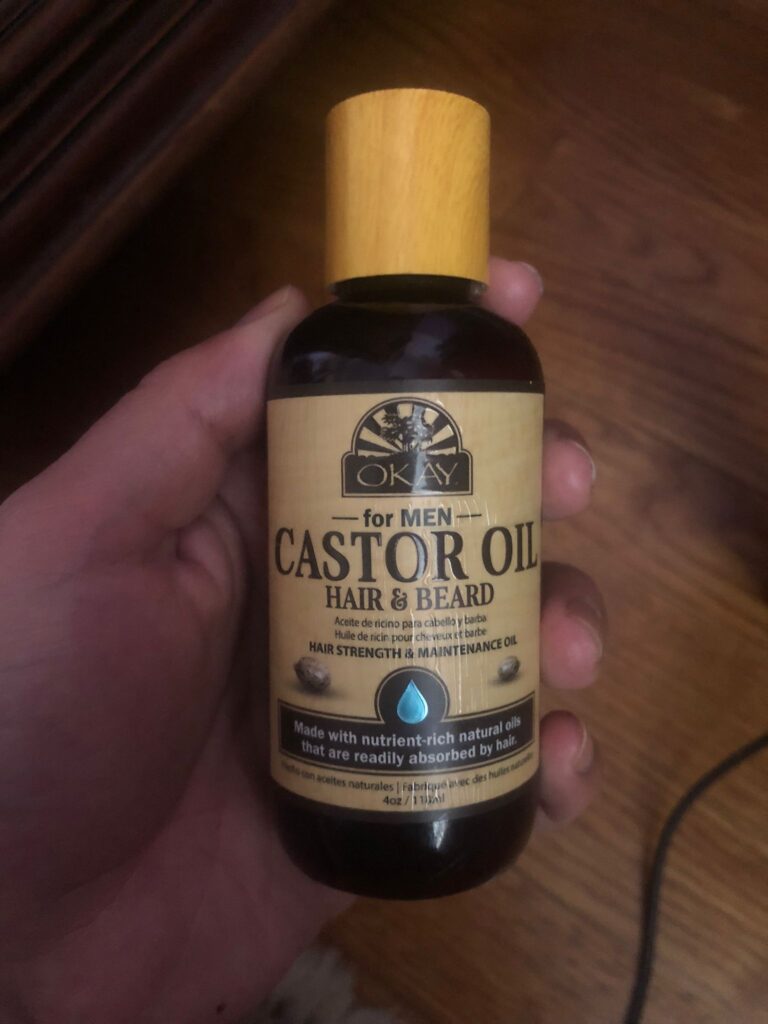 OKAY
for MEN
CASTOR OIL
HAIR & BEARD
Aceite de ricino para cabello y barba
Huile de ricin pour cheveux et barbe
HAIR STRENGTH & MAINTENANCE OIL
Made with nutrient-rich natural oils
that are readily absorbed by hair.
con aceites naturales | Fabriqué avec des huiles
4oz / 118ml